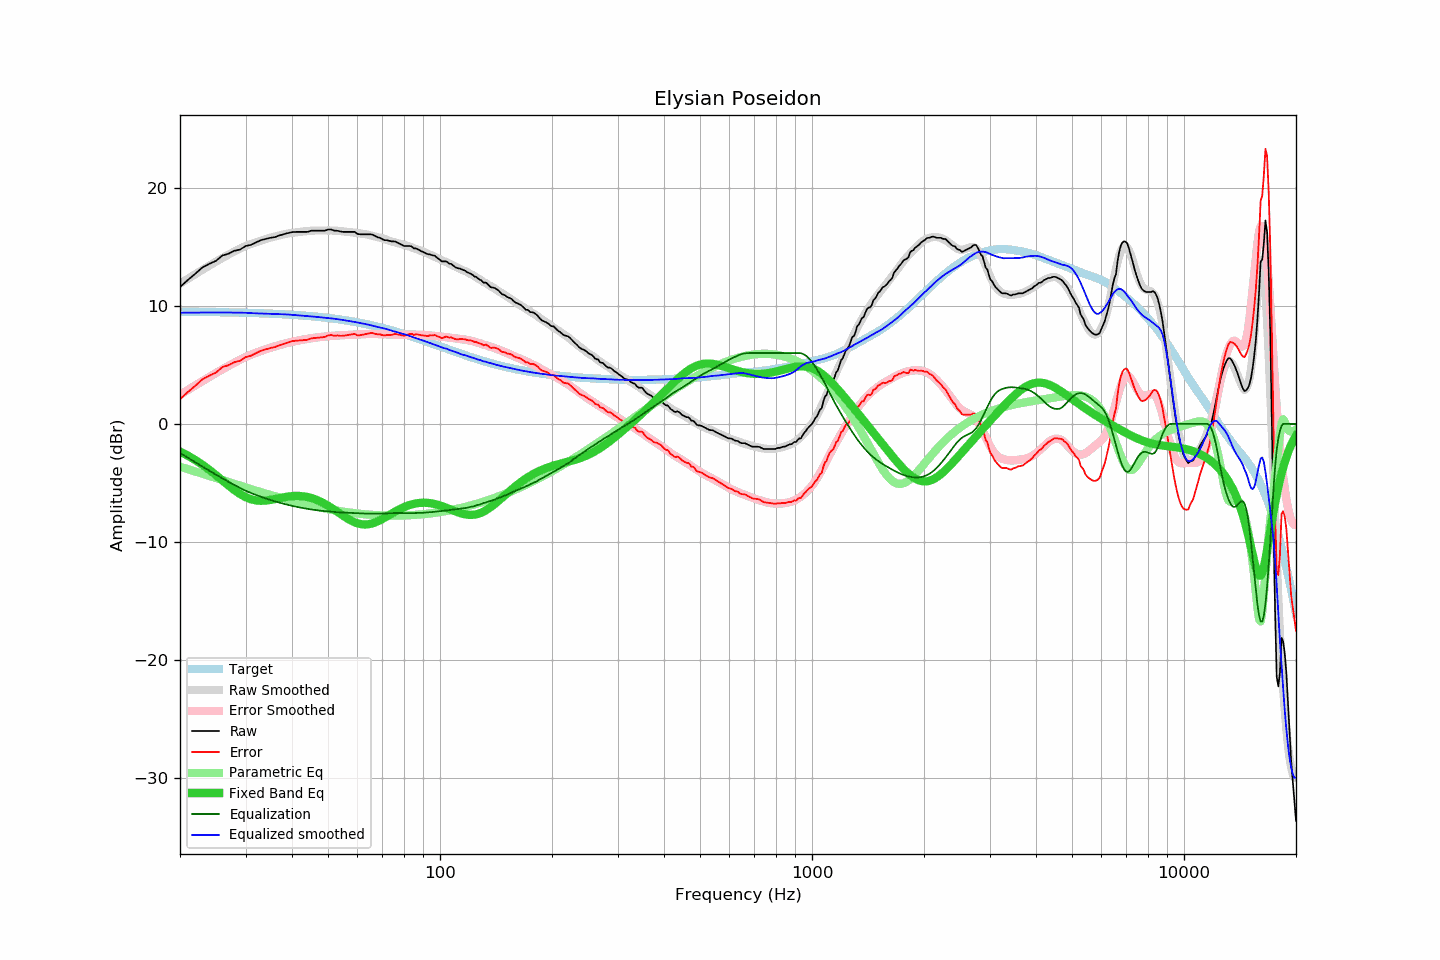 Elysian Poseidon
Amplitude (dBr)
20
10
0
−10
−20
−30
Target
Raw Smoothed
Error Smoothed
Raw
Error
Parametric Eq
Fixed Band Eq
Equalization
Equalized smoothed
100 1000 10000
Frequency (Hz)